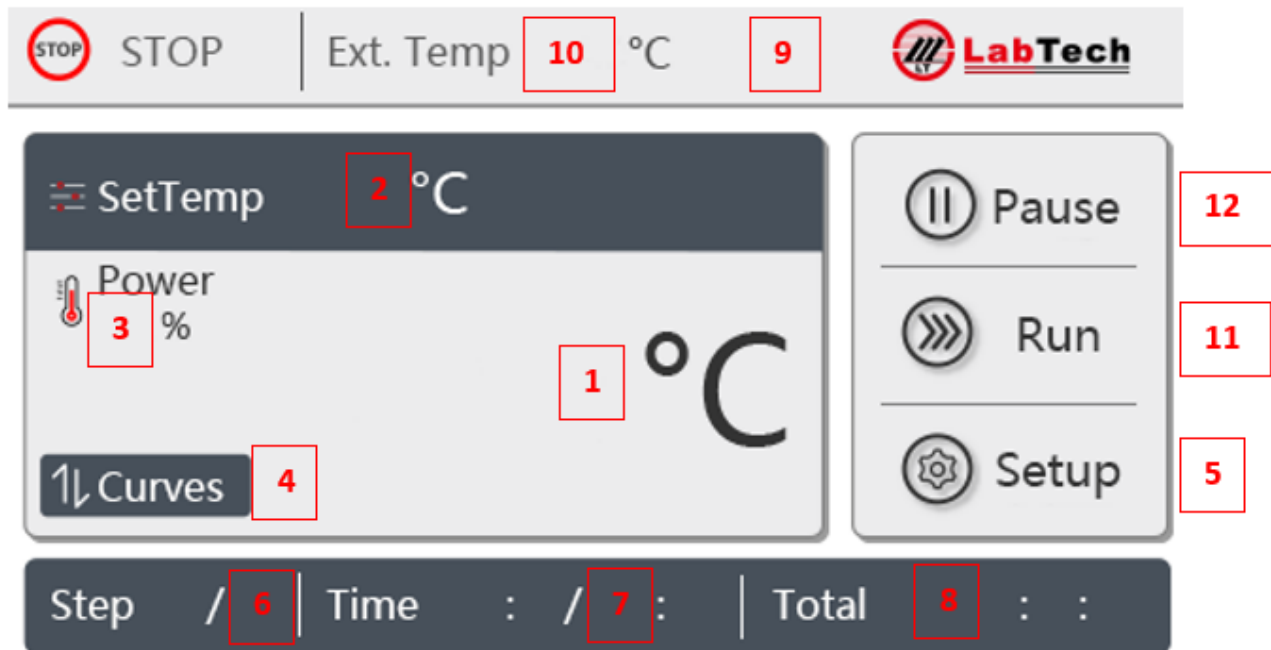 STOP STOP Ext. Temp 10 °C 9 LT LabTech
SetTemp 2 °C
Pause 12
Power
3 %
Run 11
1 °C
Curves 4
Setup 5
Step / 6 Time : / 7 : Total 8 : :